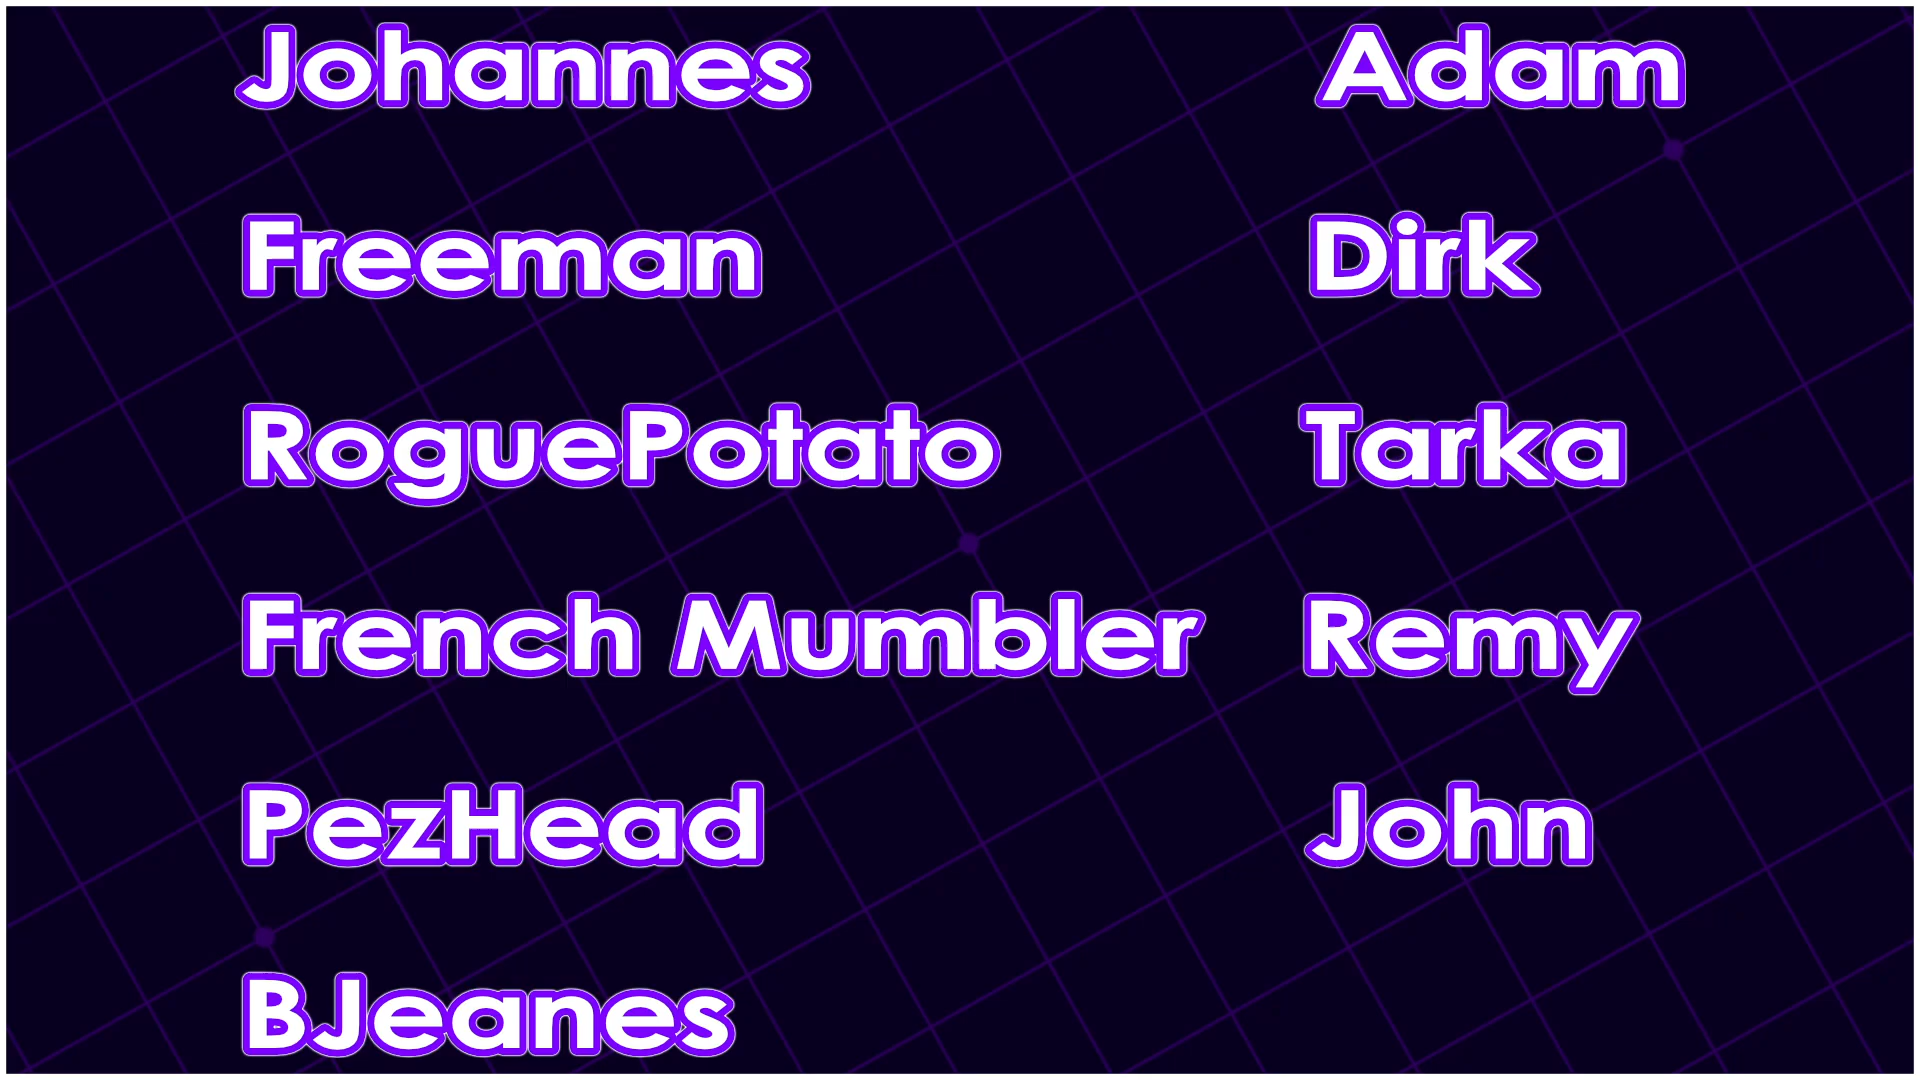 Johannes
Adam
Freeman
Dirk
RoguePotato
Tarka
French Mumbler
Remy
PezHead
John
BJeanes